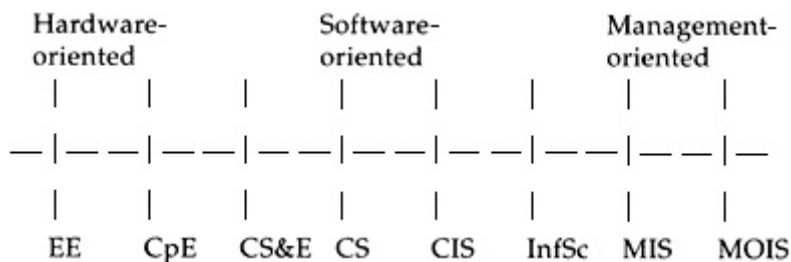 Hardware- Software- Management-
oriented oriented oriented
EE CpE CS&E CS CIS InfSc MIS MOIS